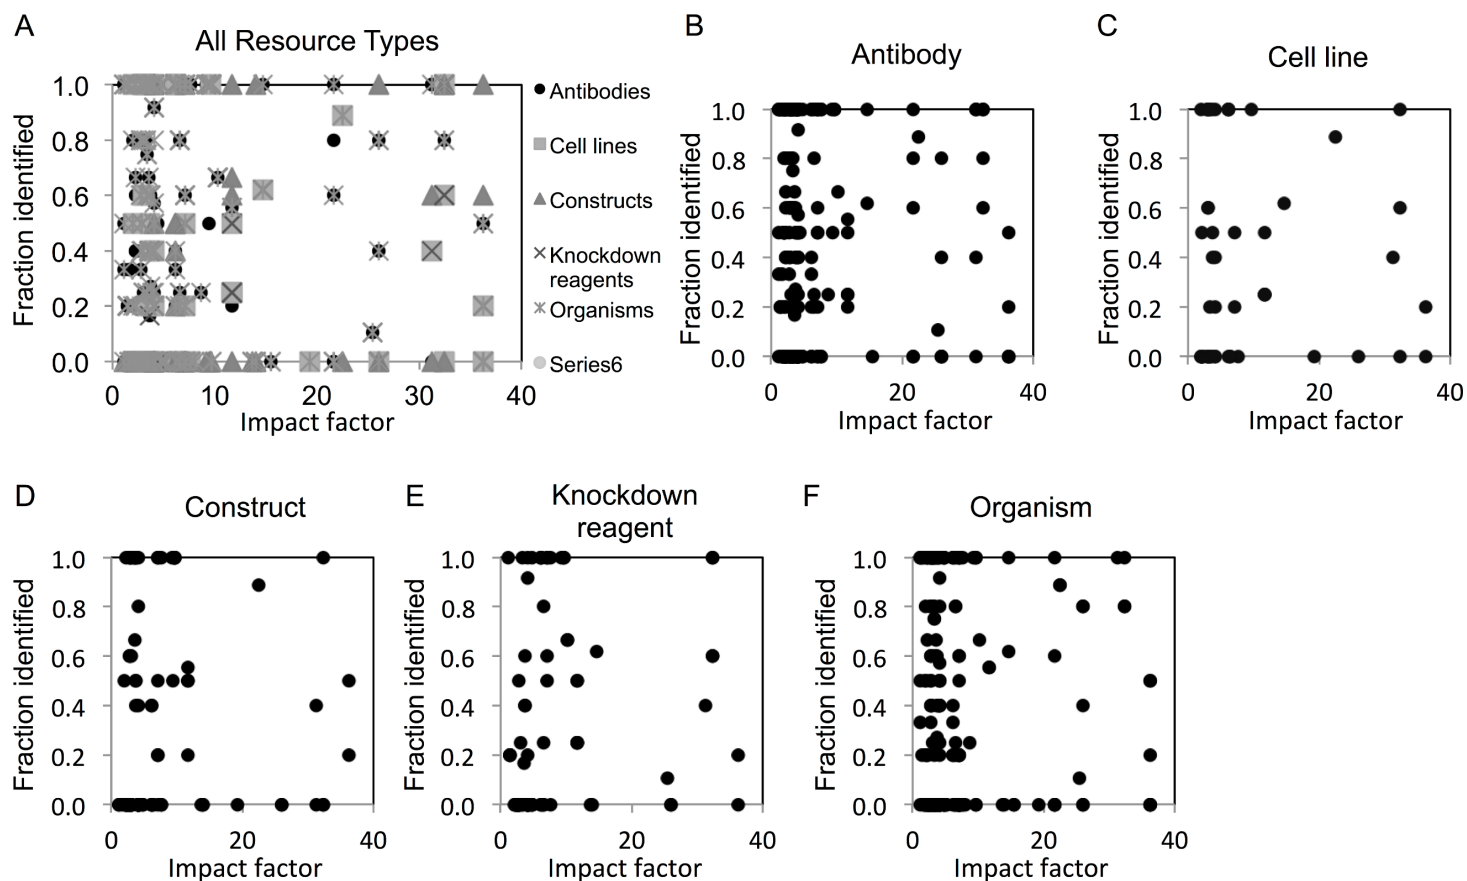 A
All Resource Types
Fraction identified
1.0
0.8
0.6
0.4
0.2
0.0
0 10 20 30 40
Impact factor
Antibodies
Cell lines
Constructs
Knockdown
reagents
Organisms
Series6
B
Antibody
Fraction identified
1.0
0.8
0.6
0.4
0.2
0.0
0 20 40
Impact factor
C
Cell line
Fraction identified
1.0
0.8
0.6
0.4
0.2
0.0
0 20 40
Impact factor
D
Construct
Fraction identified
1.0
0.8
0.6
0.4
0.2
0.0
0 20 40
Impact factor
E
Knockdown
reagent
Fraction identified
1.0
0.8
0.6
0.4
0.2
0.0
0 20 40
Impact factor
F
Organism
Fraction identified
1.0
0.8
0.6
0.4
0.2
0.0
0 20 40
Impact factor